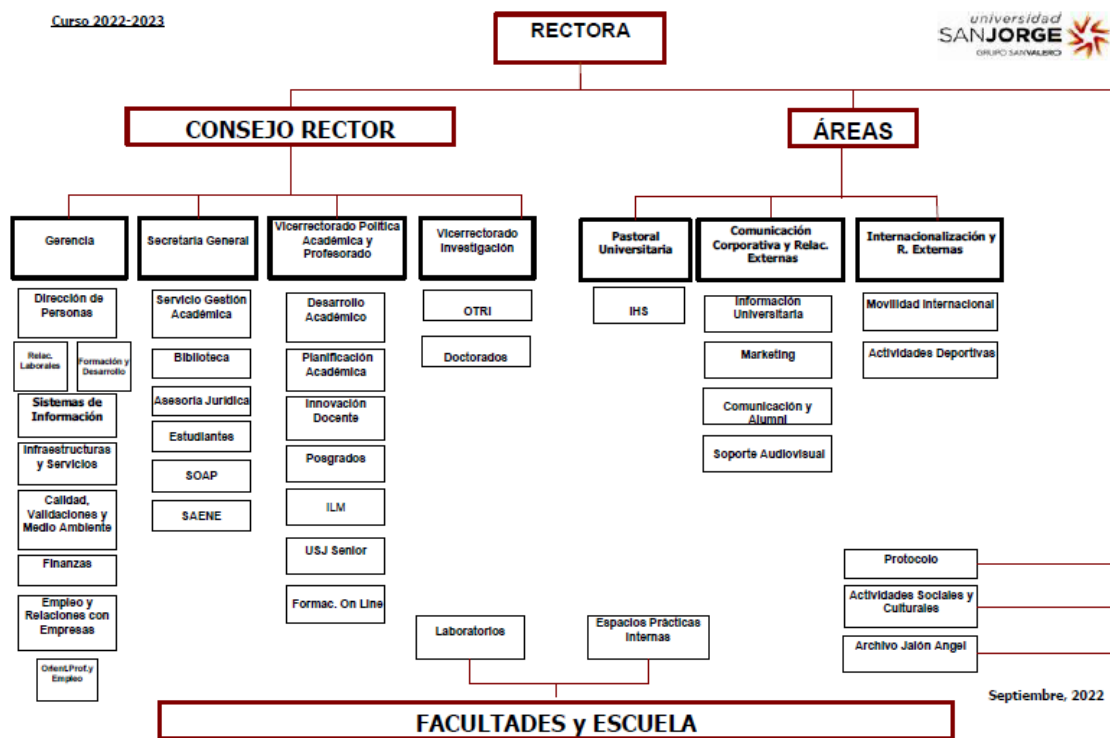 Curso 2022-2023
universidad
SANJORGE
GRUPO SANVALERO
RECTORA
CONSEJO RECTOR
ÁREAS
Gerencia
Secretaria General
Vicerrectorado Política
Académica y
Profesorado
Vicerrectorado
Investigación
Pastoral
Universitaria
Comunicación
Corporativa y Relac.
Externas
Internacionalización y
R. Externas
Dirección de
Personas
Relac.
Laborales
Formación y
Desarrollo
Sistemas de
Información
Infraestructuras
y Servicios
Calidad,
Validaciones y
Medio Ambiente
Finanzas
Empleo y
Relaciones con
Empresas
Orient.Prof.y
Empleo
Servicio Gestión
Académica
Biblioteca
Asesoría Jurídica
Estudiantes
SOAP
SAENE
Desarrollo
Académico
Planificación
Académica
Innovación
Docente
Posgrados
ILM
USJ Senior
Formac. On Line
OTRI
Doctorados
IHS
Información
Universitaria
Marketing
Comunicación y
Alumni
Soporte Audiovisual
Movilidad Internacional
Actividades Deportivas
Protocolo
Actividades Sociales y
Culturales
Archivo Jalón Angel
Laboratorios
Espacios Prácticas
Internas
Septiembre, 2022
FACULTADES y ESCUELA